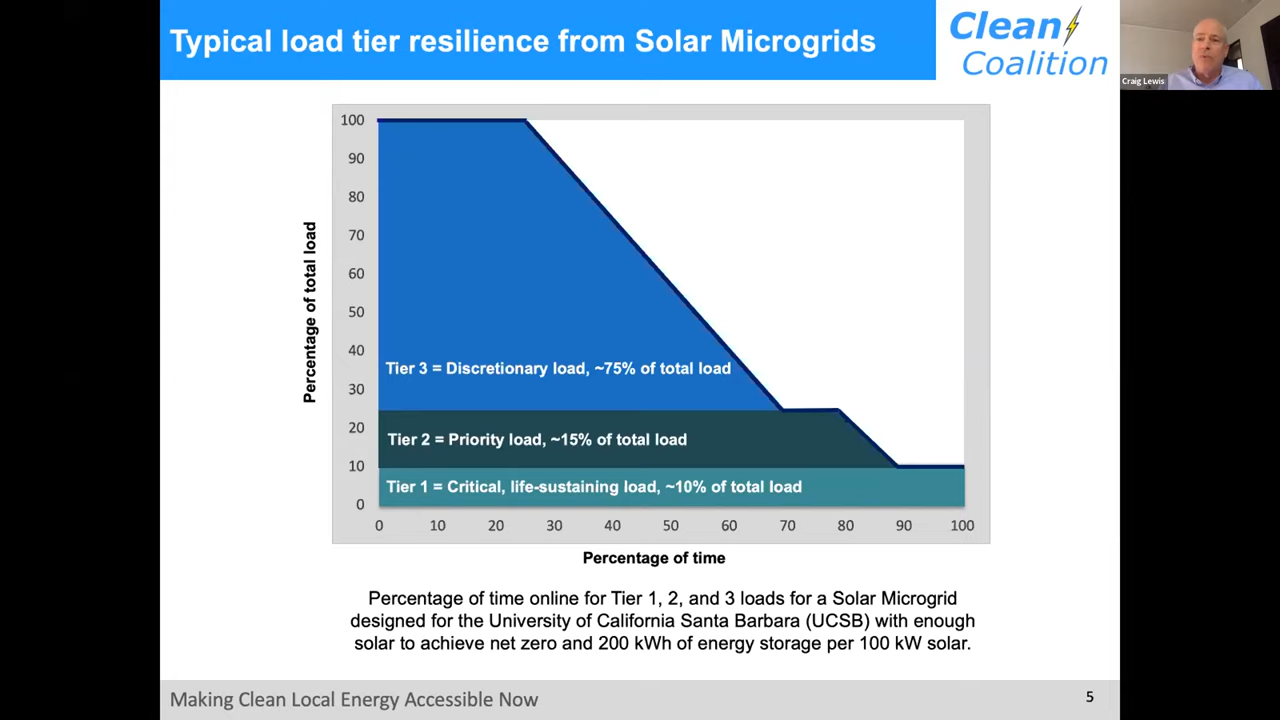 Typical load tier resilience from Solar Microgrids
Clean
Coalition
Craig Lewis
Percentage of total load
100
90
80
70
60
50
40
30
20
10
0
Tier 3 = Discretionary load, ~75% of total load
Tier 2 = Priority load, ~15% of total load
Tier 1 = Critical, life-sustaining load, ~10% of total load
0 10 20 30 40 50 60 70 80 90 100
Percentage of time
Percentage of time online for Tier 1, 2, and 3 loads for a Solar Microgrid
designed for the University of California Santa Barbara (UCSB) with enough
solar to achieve net zero and 200 kWh of energy storage per 100 kW solar.
Making Clean Local Energy Accessible Now
5